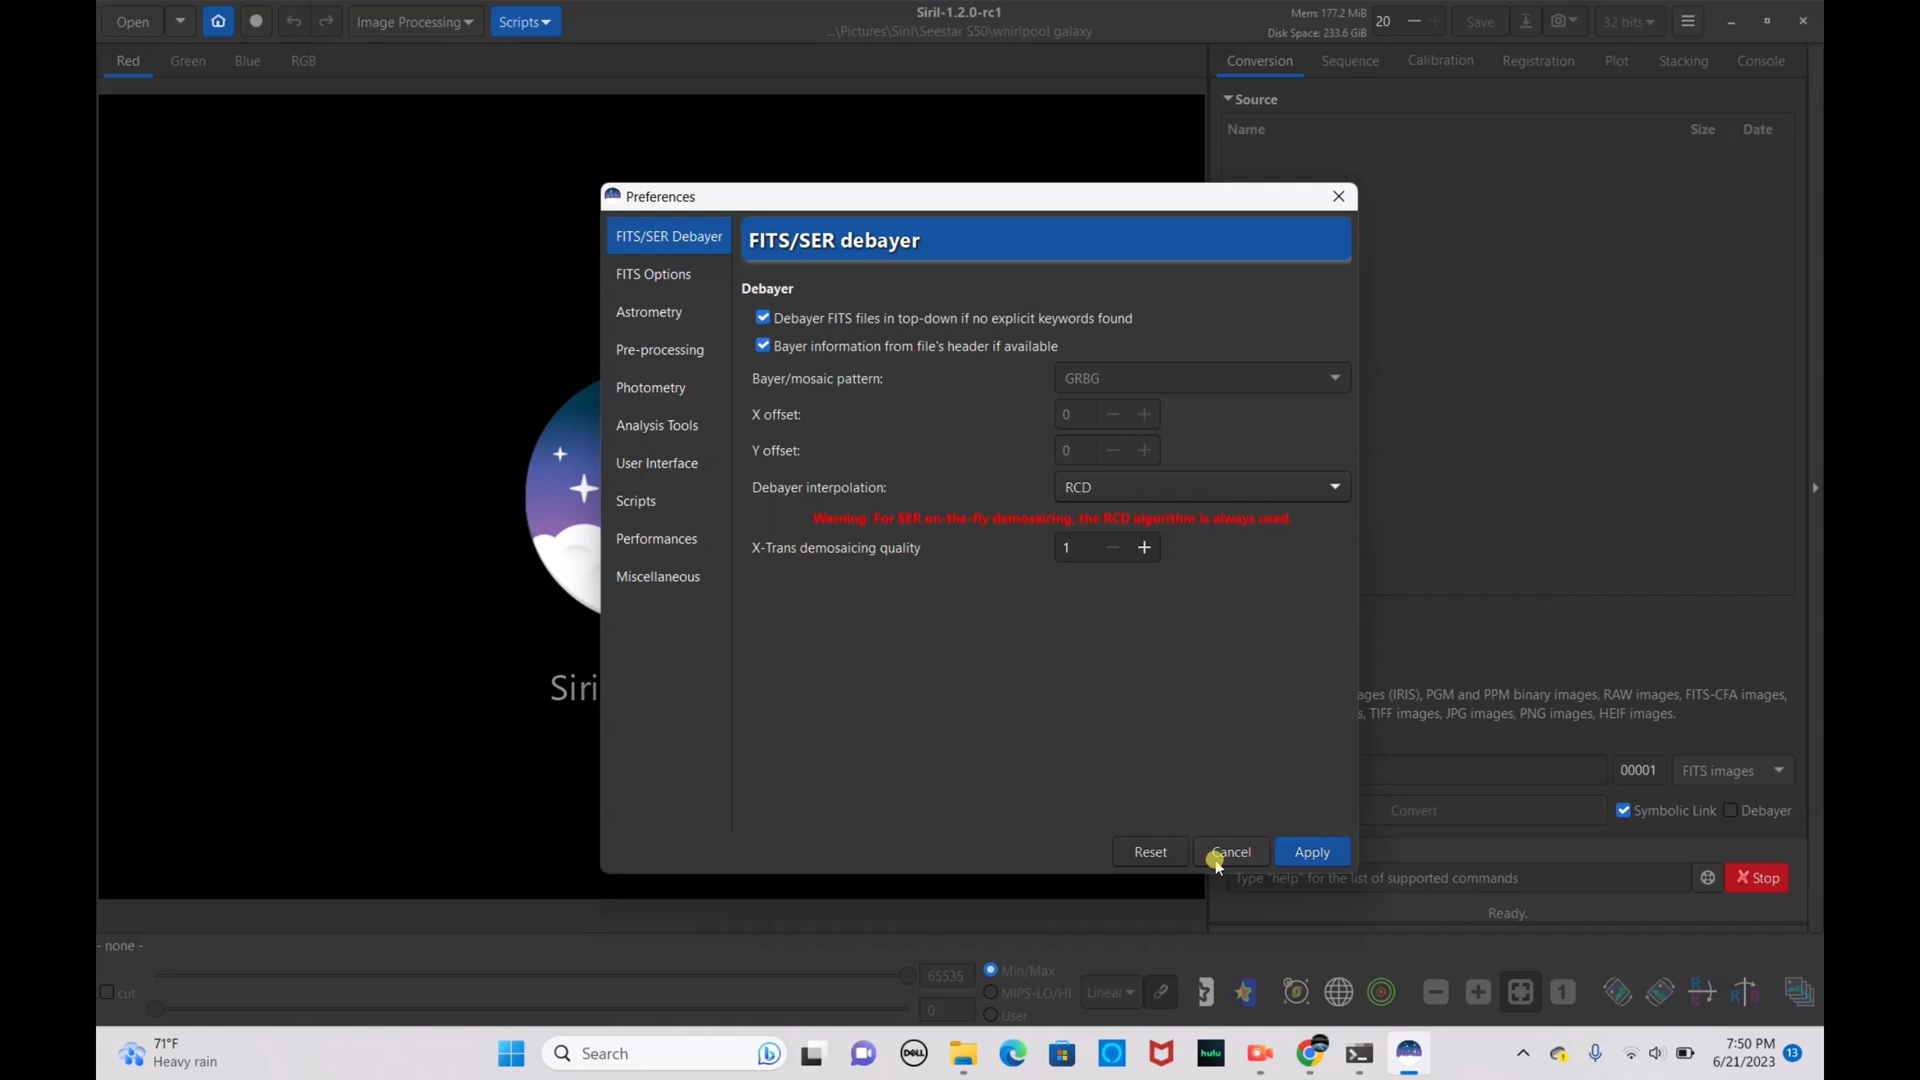 Open
Image Processing
Scripts
Siril-1.2.0-rc1
...\Pictures\Siril\Seestar S50\whirlpool galaxy
Mem: 177.2 MiB
Disk Space: 233.6 GiB
20
Save
32 bits
Red Green Blue RGB
Conversion Sequence Calibration Registration Plot Stacking Console
Source
Name Size Date
Preferences
FITS/SER Debayer
FITS Options
Astrometry
Pre-processing
Photometry
Analysis Tools
User Interface
Scripts
Performances
Miscellaneous
FITS/SER debayer
Debayer
Debayer FITS files in top-down if no explicit keywords found
Bayer information from file's header if available
Bayer/mosaic pattern: GRBG
X offset: 0
Y offset: 0
Debayer interpolation: RCD
Warning: For SER on-the-fly demosaicing, the RCD algorithm is always used.
X-Trans demosaicing quality 1
Reset Cancel Apply
Siri
ages (IRIS), PGM and PPM binary images, RAW images, FITS-CFA images,
s, TIFF images, JPG images, PNG images, HEIF images.
00001 FITS images
Convert Symbolic Link Debayer
Type "help" for the list of supported commands Stop
Ready.
- none -
cut
65535
0
Min/Max
MIPS-LO/HI
User
Linear
1
71°F
Heavy rain
Search
DELL
hulu
7:50 PM
6/21/2023
13